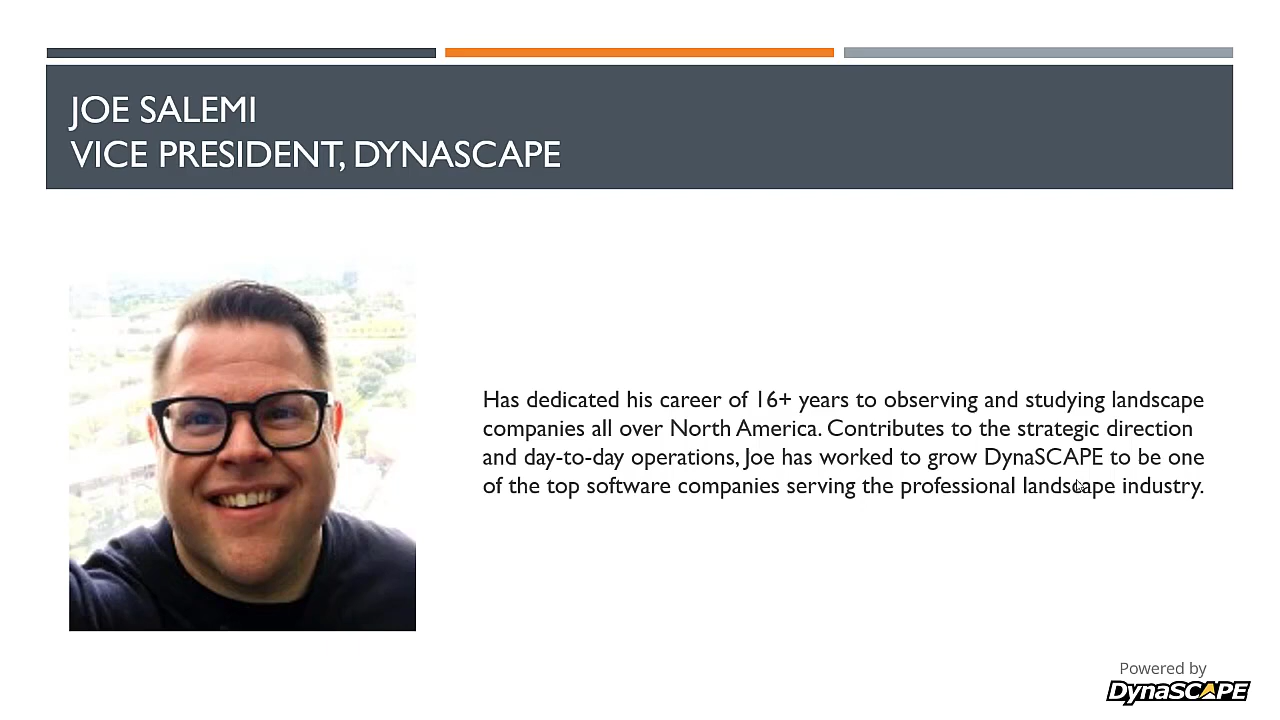 JOE SALEMI
VICE PRESIDENT, DYNASCAPE
Has dedicated his career of 16+ years to observing and studying landscape
companies all over North America. Contributes to the strategic direction
and day-to-day operations, Joe has worked to grow DynaSCAPE to be one
of the top software companies serving the professional landscape industry.
Powered by
DynaSCAPE